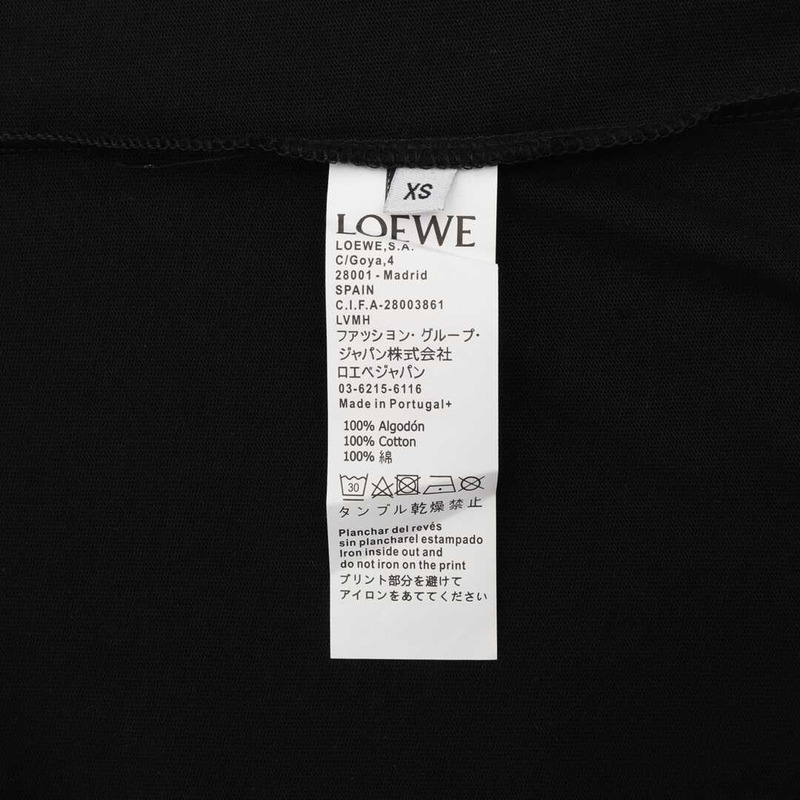 XS
LOEWE
LOEWE,S.A.
C/Goya,4
28001 - Madrid
SPAIN
C.I.F.A-28003861
LVMH
ファツション・グループ・
ジャパン株式会社
ロエベジャパン
03-6215-6116
Made in Portugal+
100% Algodón
100% Cotton
100% 綿
30
タンブル乾燥禁止
Planchar del revés
sin plancharel estampado
Iron inside out and
do not iron on the print
プリント部分を避けて
アイロンをあててください